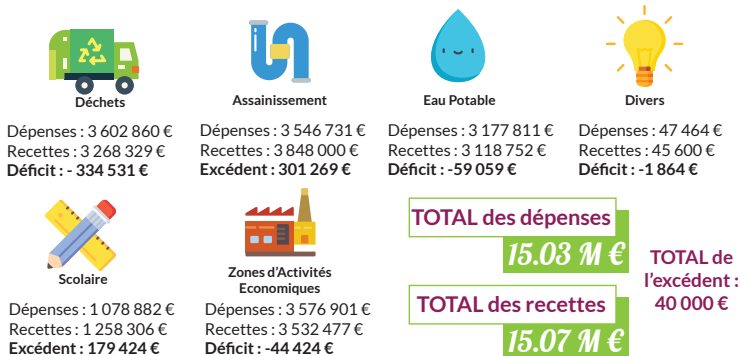 Déchets
Dépenses : 3 602 860 €
Recettes : 3 268 329 €
Déficit : - 334 531 €
Assainissement
Dépenses : 3 546 731 €
Recettes : 3 848 000 €
Excédent : 301 269 €
Eau Potable
Dépenses : 3 177 811 €
Recettes : 3 118 752 €
Déficit : -59 059 €
Divers
Dépenses : 47 464 €
Recettes : 45 600 €
Déficit : -1 864 €
Scolaire
Dépenses : 1 078 882 €
Recettes : 1 258 306 €
Excédent : 179 424 €
Zones d'Activités
Economiques
Dépenses : 3 576 901 €
Recettes : 3 532 477 €
Déficit : -44 424 €
TOTAL des dépenses
15.03 M €
TOTAL des recettes
15.07 M €
TOTAL de
l'excédent :
40 000 €